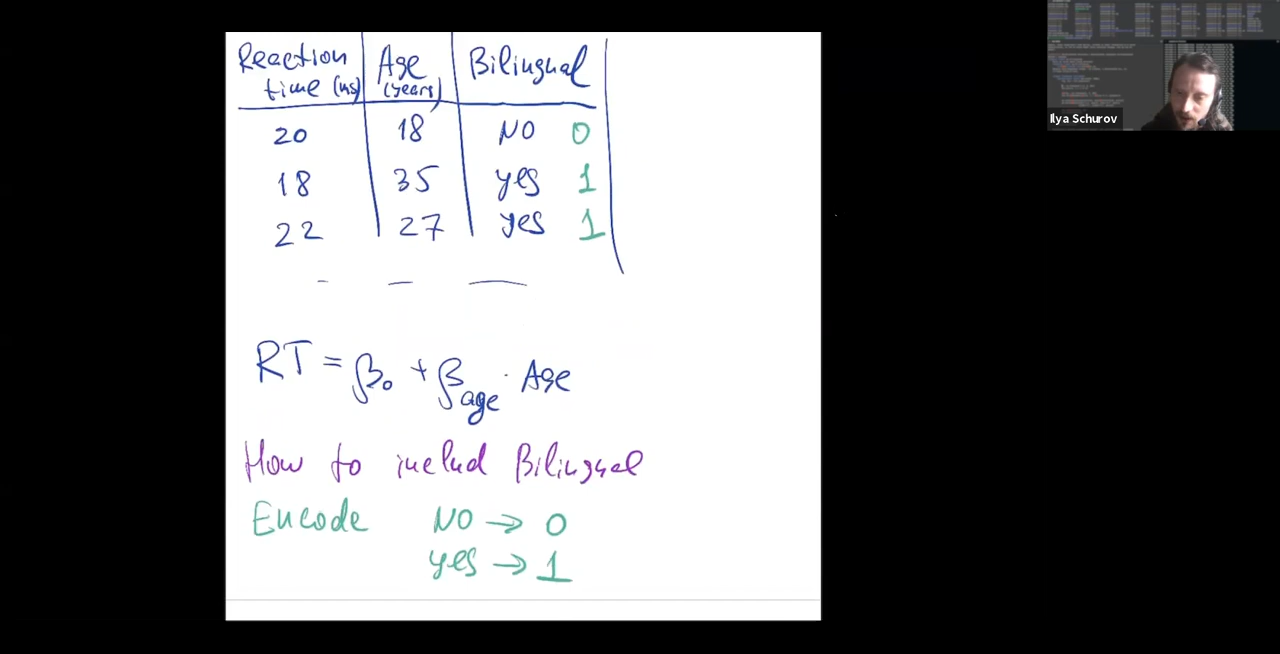 Reaction time (ms) Age (years) Bilingual
20 18 NO 0
18 35 yes 1
22 27 yes 1
RT = β₀ + β_age · Age
How to includ Bilingual
Encode NO → 0
yes → 1
Ilya Schurov